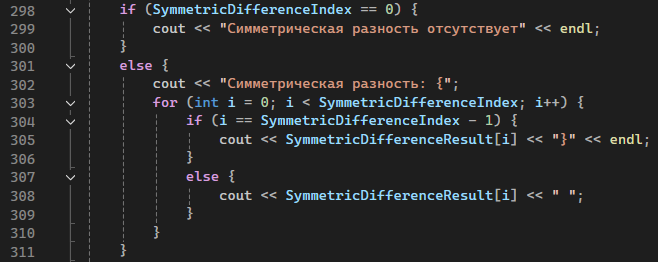 298 if (SymmetricDifferenceIndex == 0) {
299 cout << "Симметрическая разность отсутствует" << endl;
300 }
301 else {
302 cout << "Симметрическая разность: {";
303 for (int i = 0; i < SymmetricDifferenceIndex; i++) {
304 if (i == SymmetricDifferenceIndex - 1) {
305 cout << SymmetricDifferenceResult[i] << "}" << endl;
306 }
307 else {
308 cout << SymmetricDifferenceResult[i] << " ";
309 }
310 }
311 }